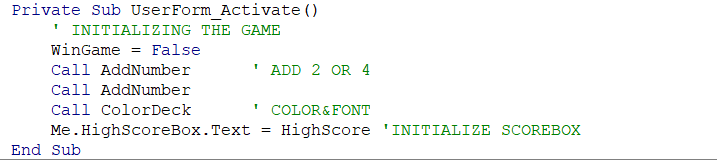 Private Sub UserForm_Activate()
    ' INITIALIZING THE GAME
    WinGame = False
    Call AddNumber      ' ADD 2 OR 4
    Call AddNumber
    Call ColorDeck      ' COLOR&FONT
    Me.HighScoreBox.Text = HighScore 'INITIALIZE SCOREBOX
End Sub